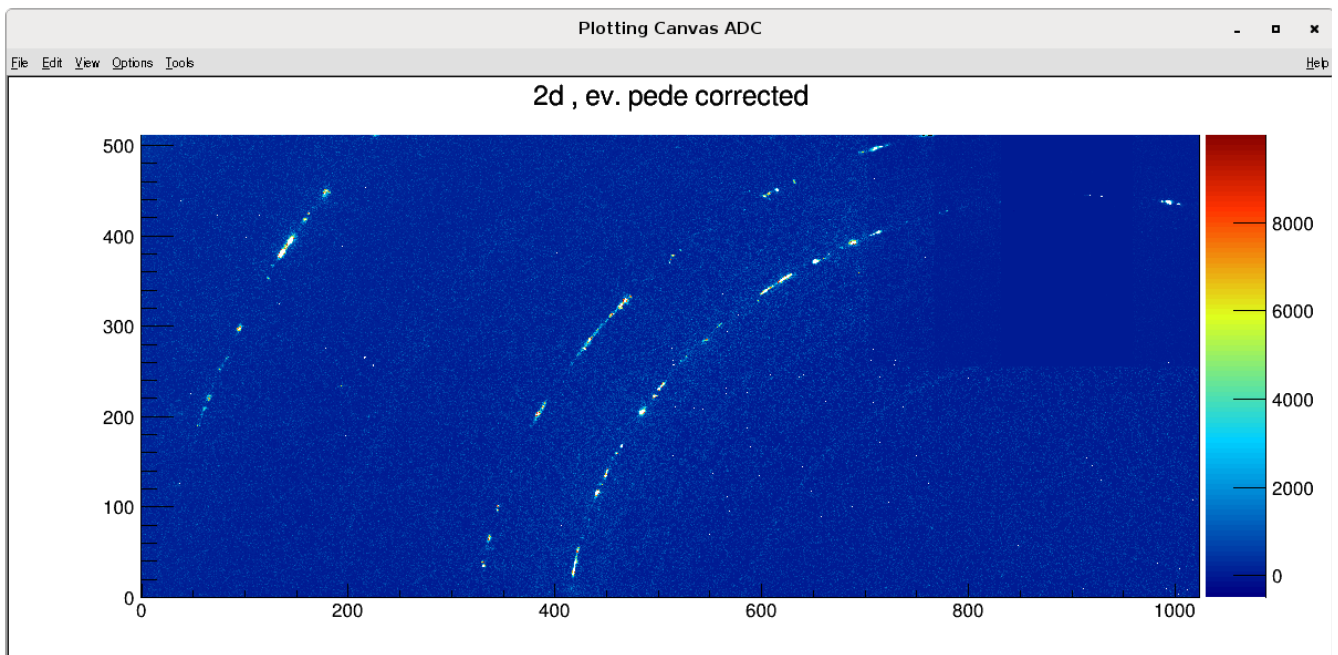 Plotting Canvas ADC
File Edit View Options Tools Help
2d , ev. pede corrected
500
400
300
200
100
0
0 200 400 600 800 1000
8000
6000
4000
2000
0